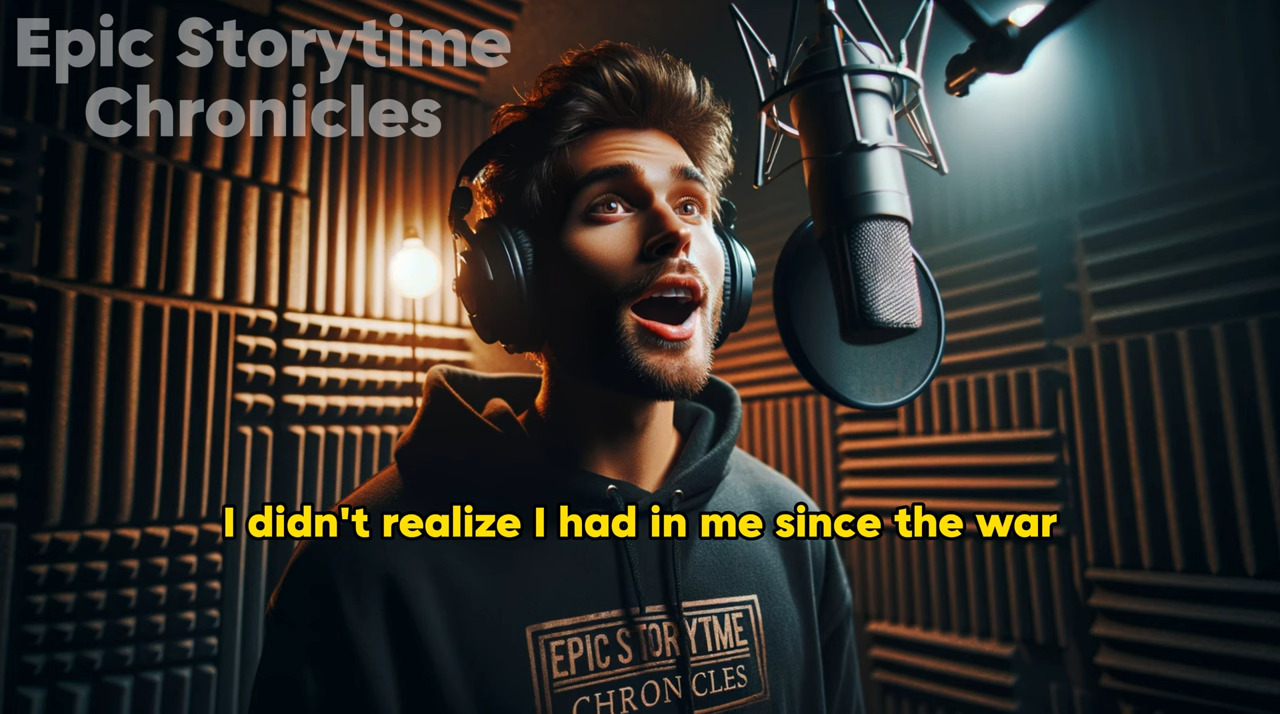 Epic Storytime
Chronicles
I didn't realize I had in me since the war
EPIC STORYTME
CHRONCLES